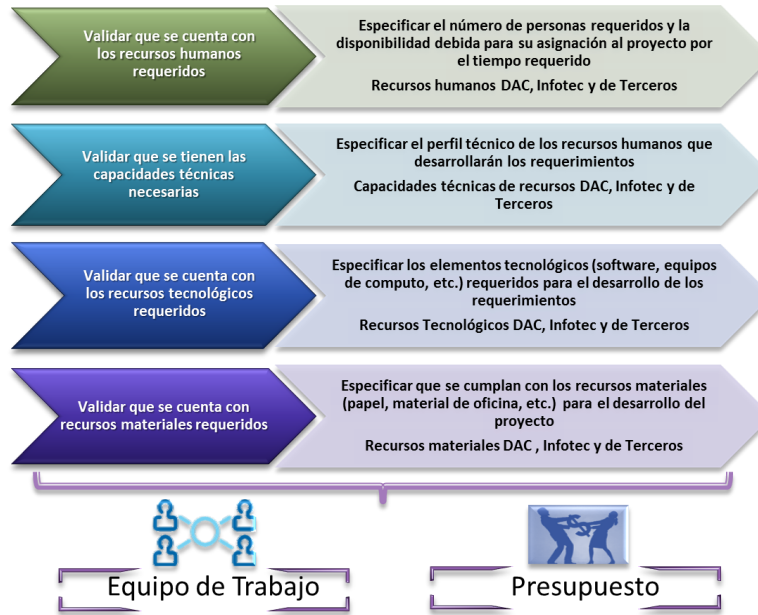 Validar que se cuenta con
los recursos humanos
requeridos
Especificar el número de personas requeridos y la
disponibilidad debida para su asignación al proyecto por
el tiempo requerido
Recursos humanos DAC, Infotec y de Terceros
Validar que se tienen las
capacidades técnicas
necesarias
Especificar el perfil técnico de los recursos humanos que
desarrollarán los requerimientos
Capacidades técnicas de recursos DAC, Infotec y de
Terceros
Validar que se cuenta con
los recursos tecnológicos
requeridos
Especificar los elementos tecnológicos (software, equipos
de computo, etc.) requeridos para el desarrollo de los
requerimientos
Recursos Tecnológicos DAC, Infotec y de Terceros
Validar que se cuenta con
recursos materiales requeridos
Especificar que se cumplan con los recursos materiales
(papel, material de oficina, etc.) para el desarrollo del
proyecto
Recursos materiales DAC , Infotec y de Terceros
Equipo de Trabajo
Presupuesto